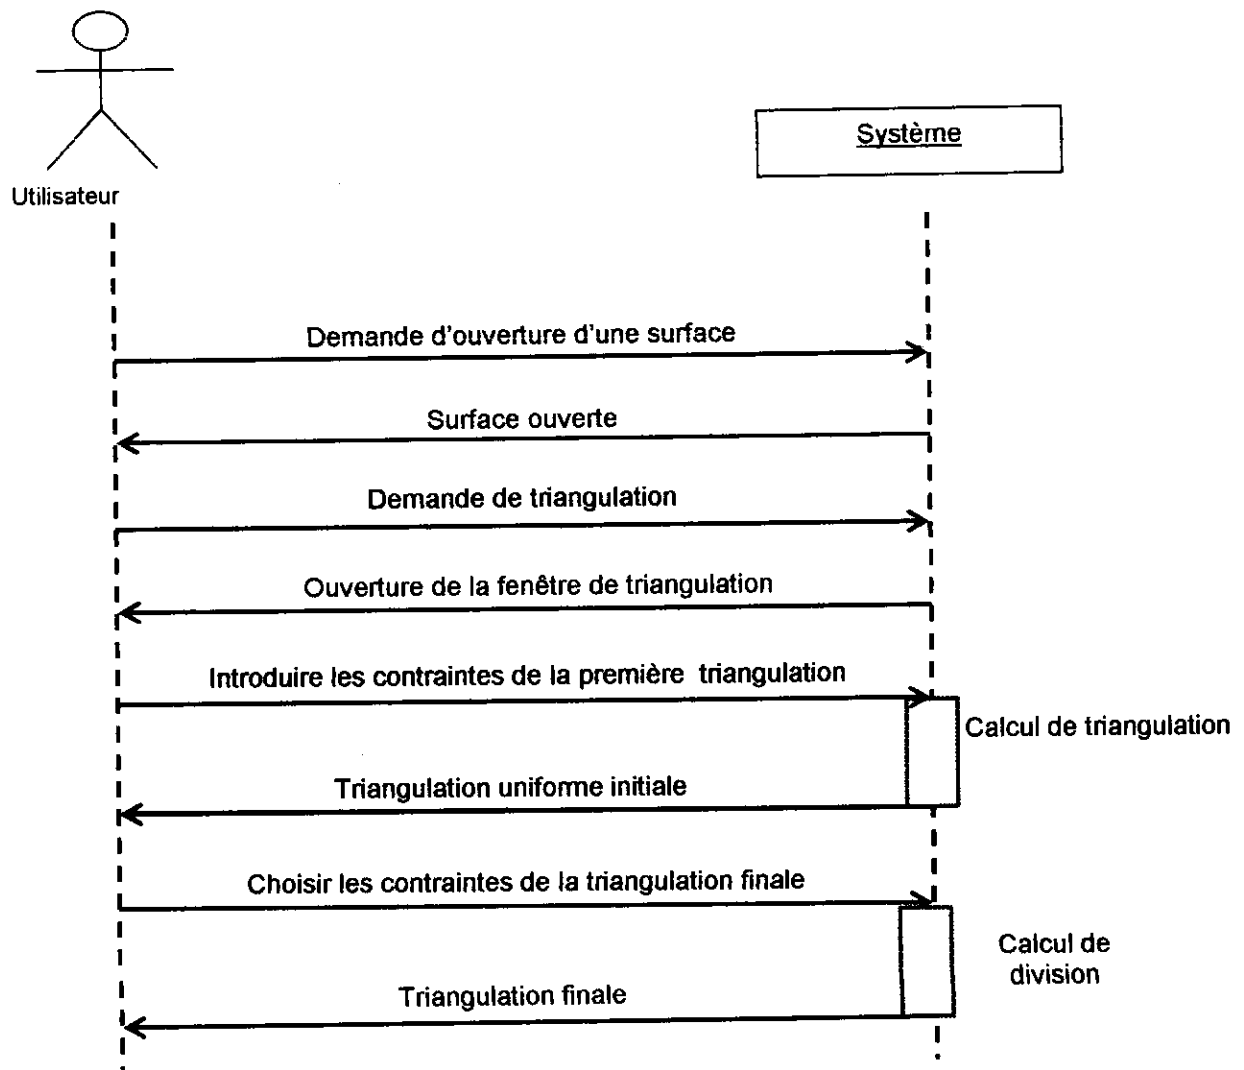 Système
Utilisateur
Demande d'ouverture d'une surface
Surface ouverte
Demande de triangulation
Ouverture de la fenêtre de triangulation
Introduire les contraintes de la première triangulation
Calcul de triangulation
Triangulation uniforme initiale
Choisir les contraintes de la triangulation finale
Calcul de
division
Triangulation finale